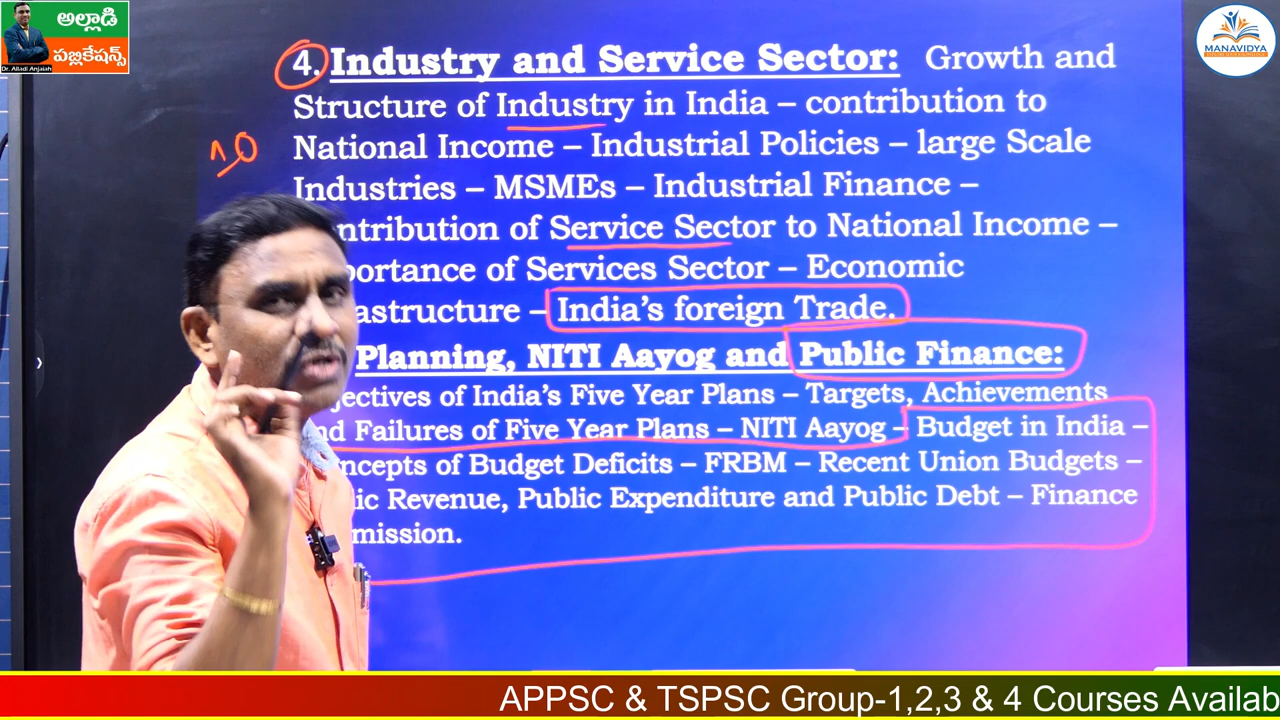 అల్లాడి
పబ్లికేషన్స్
Dr. Alladi Anjaiah
MANAVIDYA
4. Industry and Service Sector: Growth and
Structure of Industry in India – contribution to
National Income – Industrial Policies – large Scale
Industries – MSMEs – Industrial Finance –
ntribution of Service Sector to National Income –
portance of Services Sector – Economic
astructure – India's foreign Trade.
Planning, NITI Aayog and Public Finance:
jectives of India's Five Year Plans – Targets, Achievements
nd Failures of Five Year Plans – NITI Aayog – Budget in India –
ncepts of Budget Deficits – FRBM – Recent Union Budgets –
ic Revenue, Public Expenditure and Public Debt – Finance
mission.
APPSC & TSPSC Group-1,2,3 & 4 Courses Availab